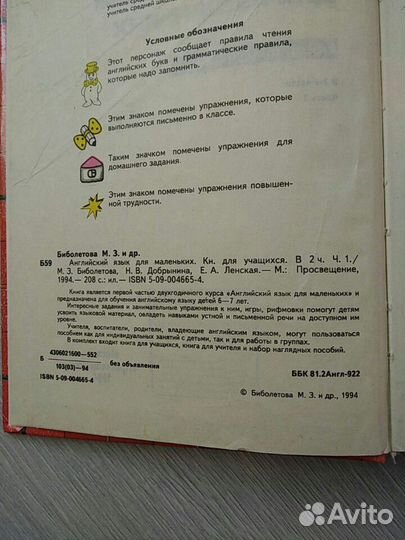 учитель средней школы
Условные обозначения
Этот персонаж сообщает правила чтения
английских букв и грамматические правила,
которые надо запомнить.
Этим знаком помечены упражнения, которые
выполняются письменно в классе.
Таким значком помечены упражнения для
домашнего задания.
Этим знаком помечены упражнения повышен-
ной трудности.
Биболетова М. З. и др.
Б59 Английский язык для маленьких. Кн. для учащихся. В 2 ч. Ч. 1./
М. З. Биболетова, Н. В. Добрынина, Е. А. Ленская.— М.: Просвещение,
1994.— 208 с.: ил.— ISBN 5-09-004665-4.
Книга является первой частью двухгодичного курса «Английский язык для маленьких» и
предназначена для обучения английскому языку детей 6—7 лет.
Интересные задания и занимательные упражнения к ним, игры, рифмовки помогут детям
усвоить языковой материал, овладеть навыками устной и письменной речи на доступном им
уровне.
Учителя, воспитатели, родители, владеющие английским языком, могут пользоваться
пособием как для индивидуальных занятий с детьми, так и для работы в группах.
В комплект входит книга для учащихся, книга для учителя и набор наглядных пособий.
Б 4306021600—552
103(03)—94 без объявления
ББК 81.2Англ-922
ISBN 5-09-004665-4
© Биболетова М. З. и др., 1994
Avito